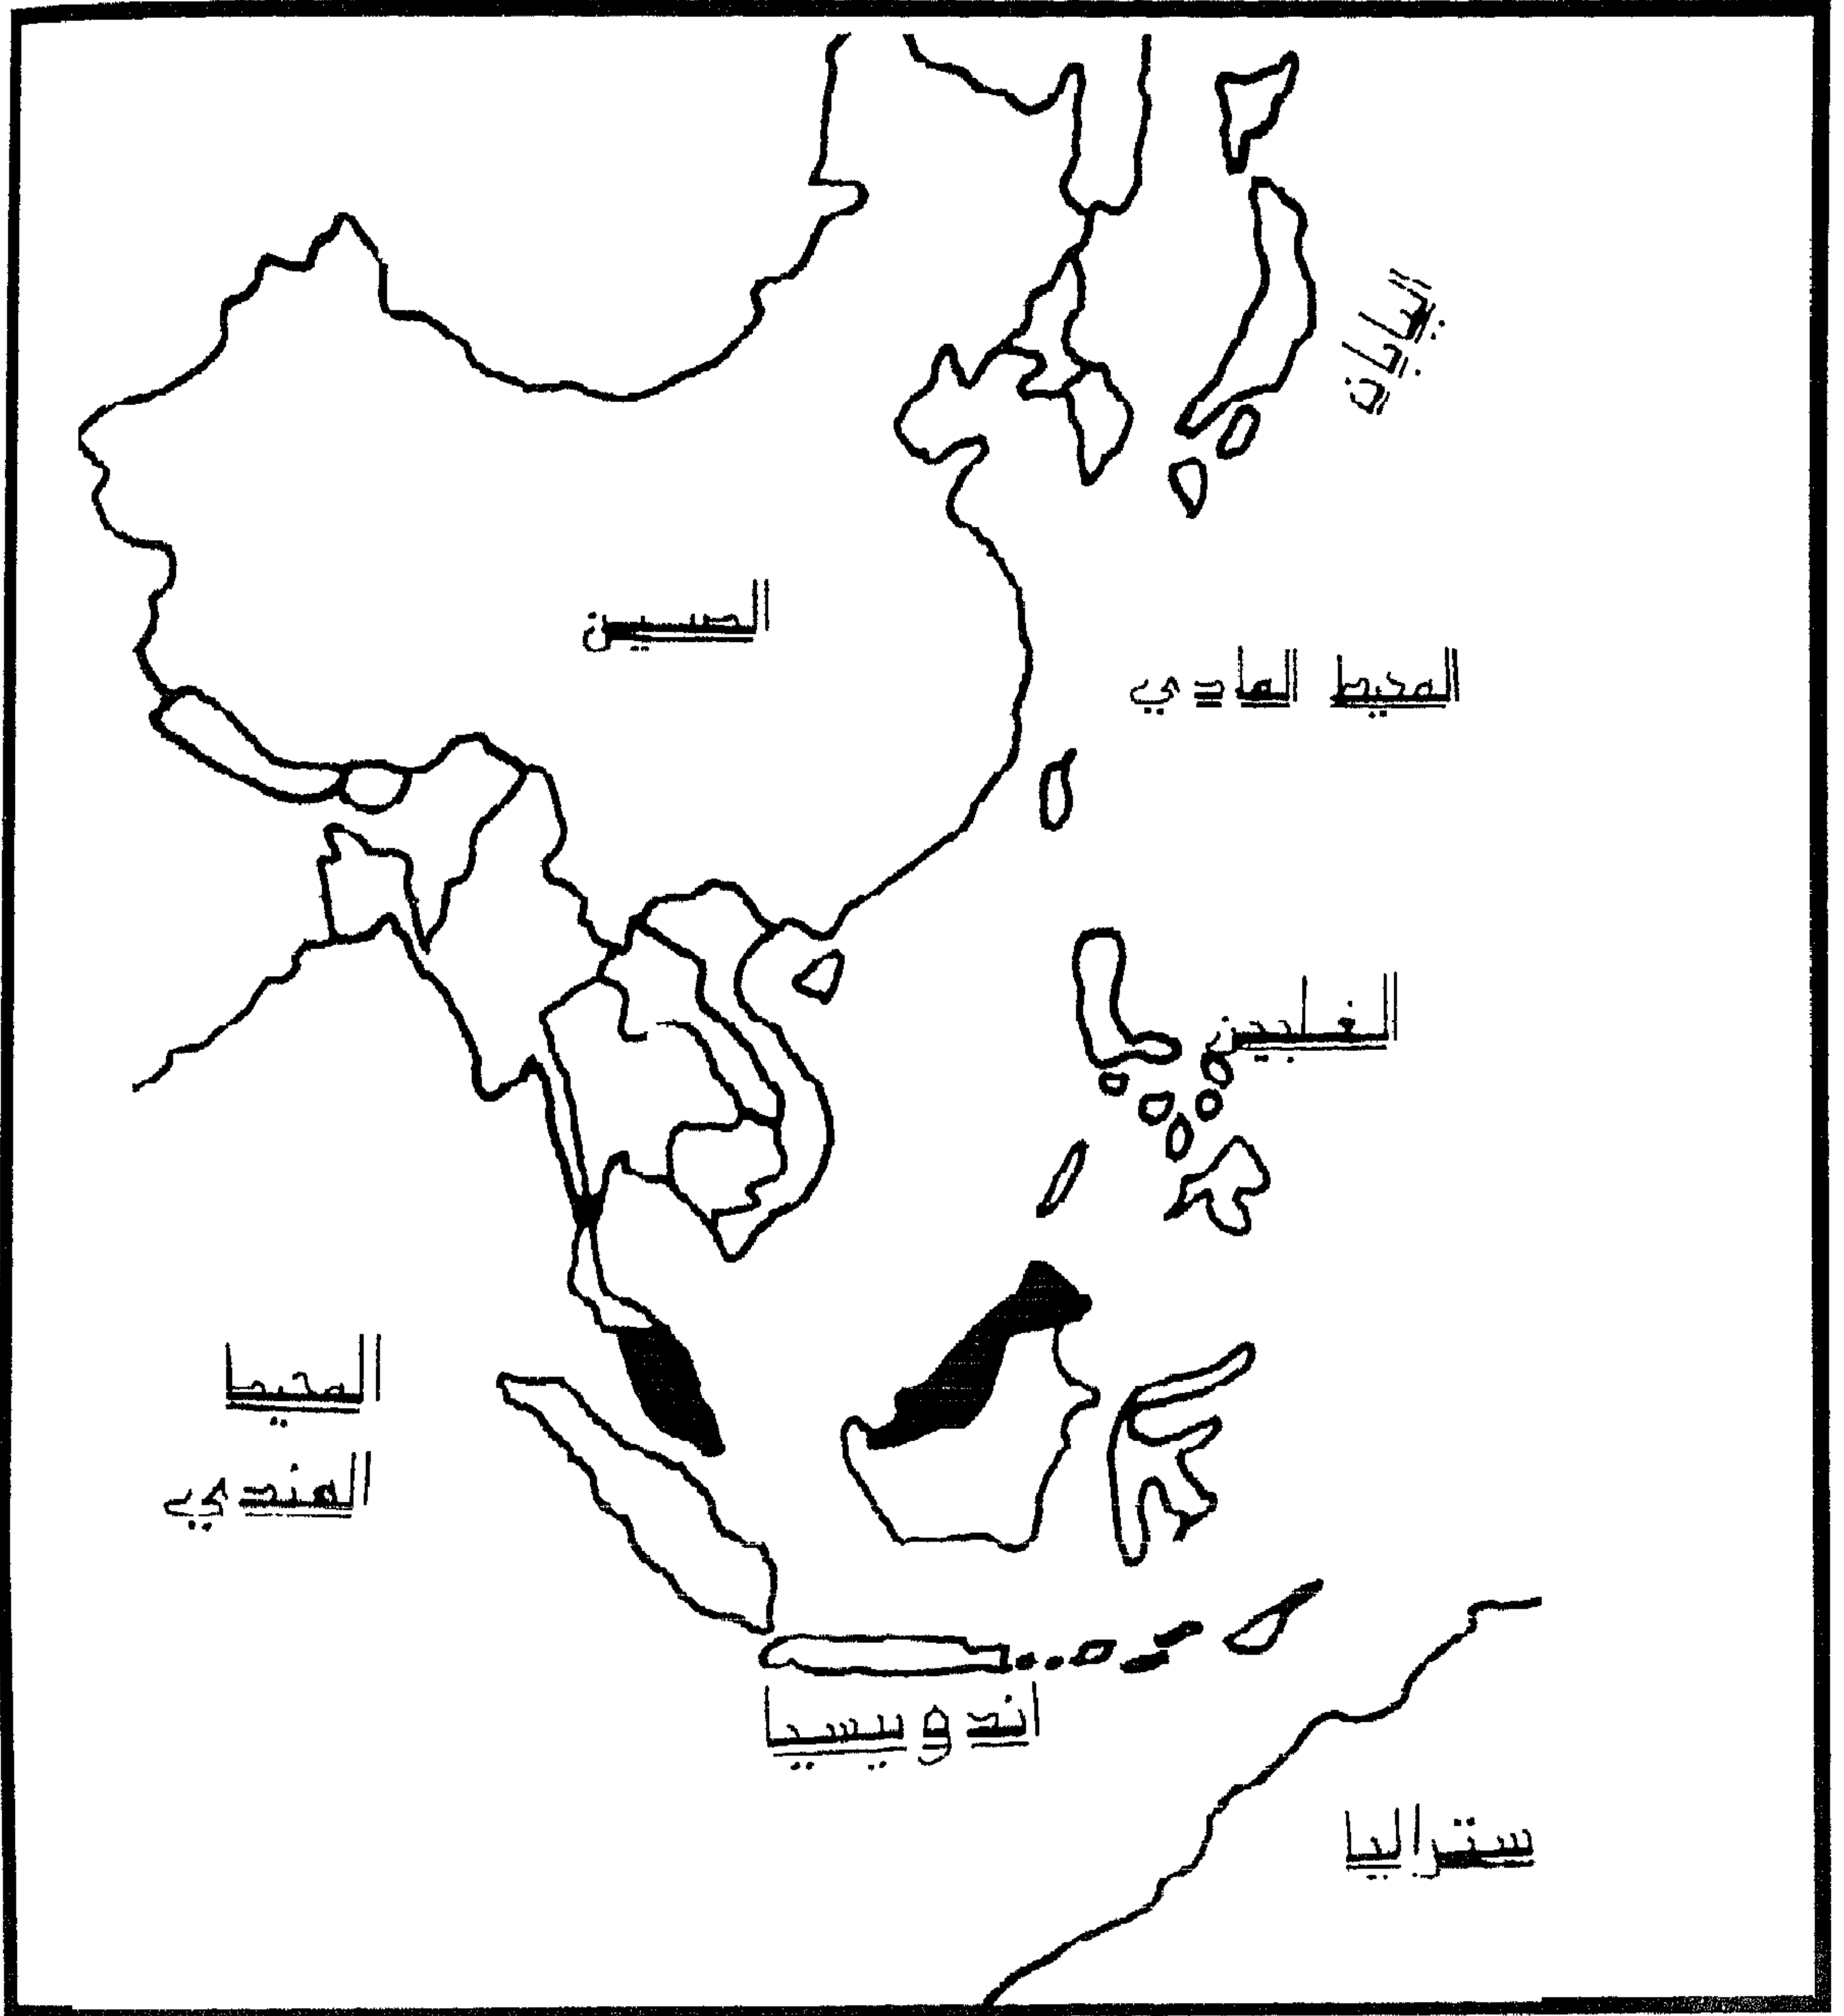 اليابان
الصين
المحيط الهادي
الفلبين
المحيط
الهندي
اندونيسيا
ستراليا